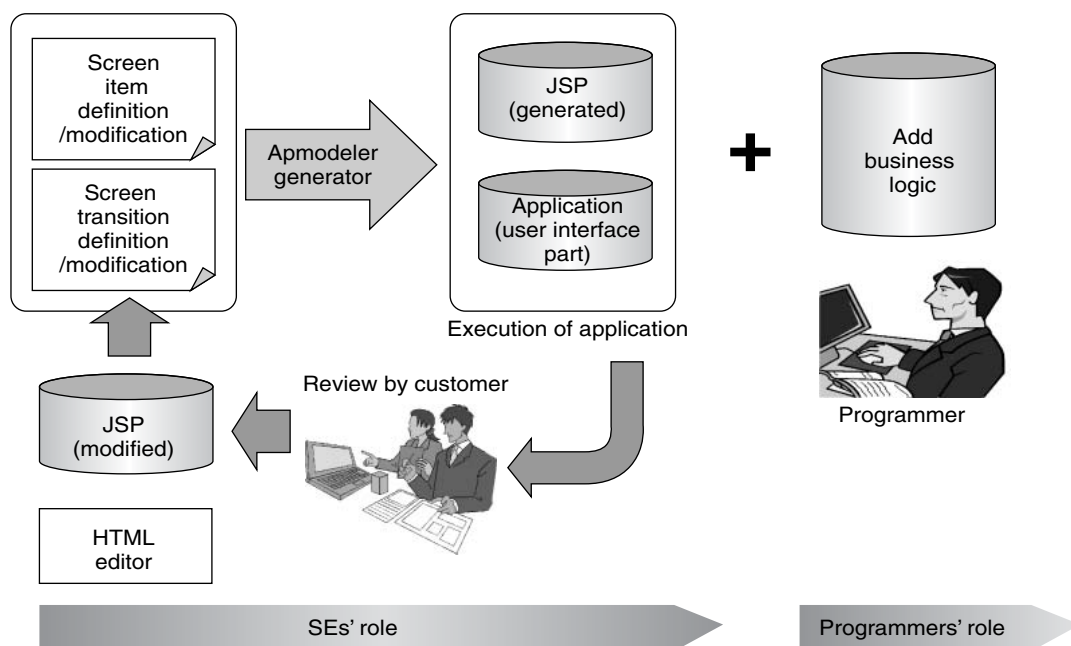 Screen
item
definition
/modification
Screen
transition
definition
/modification
Apmodeler
generator
JSP
(generated)
Application
(user interface
part)
Execution of application
+
Add
business
logic
Programmer
Review by customer
JSP
(modified)
HTML
editor
SEs' role
Programmers' role